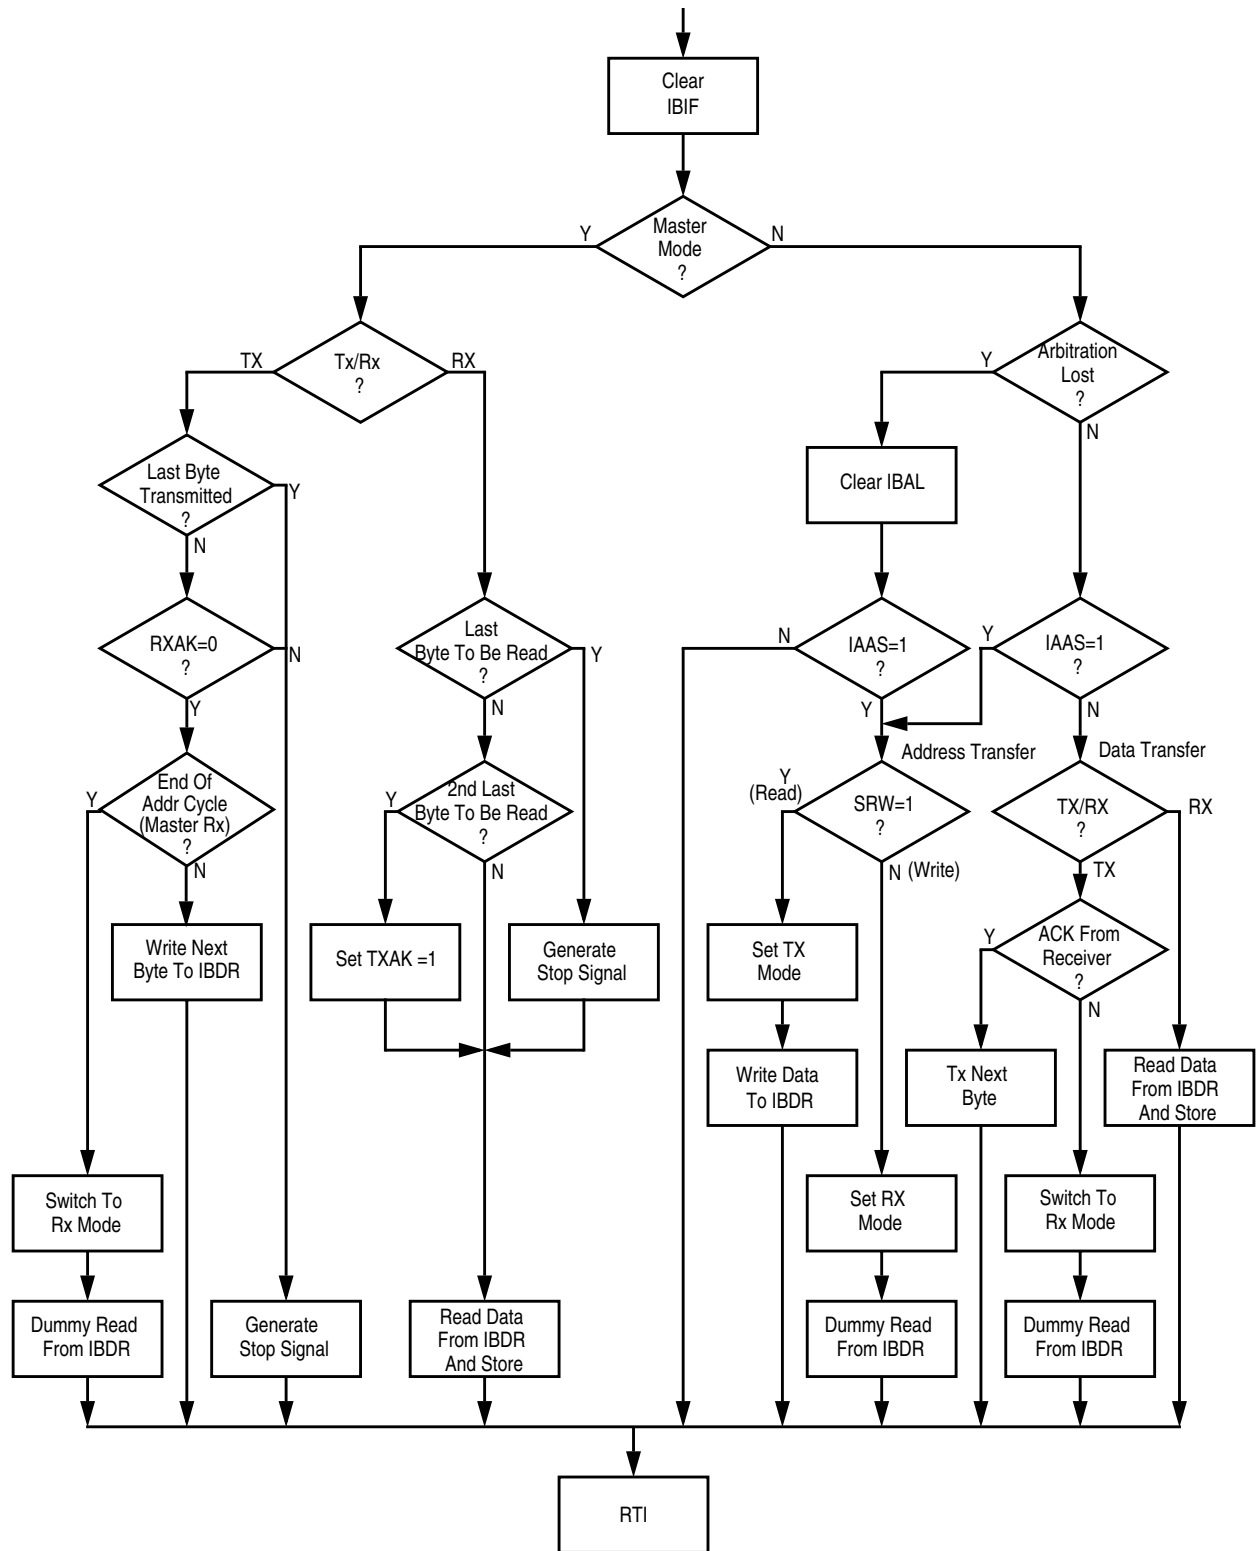 Clear
IBIF
Master
Mode
?
Y
N
Tx/Rx
?
TX
RX
Arbitration
Lost
?
Y
N
Last Byte
Transmitted
?
Y
N
Clear IBAL
RXAK=0
?
N
Y
Last
Byte To Be Read
?
Y
N
IAAS=1
?
N
Y
IAAS=1
?
Y
N
Address Transfer
Data Transfer
End Of
Addr Cycle
(Master Rx)
?
Y
N
2nd Last
Byte To Be Read
?
Y
N
Y
(Read)
SRW=1
?
N (Write)
TX/RX
?
RX
TX
Write Next
Byte To IBDR
Set TXAK =1
Generate
Stop Signal
Set TX
Mode
ACK From
Receiver
?
Y
N
Write Data
To IBDR
Tx Next
Byte
Read Data
From IBDR
And Store
Switch To
Rx Mode
Set RX
Mode
Switch To
Rx Mode
Dummy Read
From IBDR
Generate
Stop Signal
Read Data
From IBDR
And Store
Dummy Read
From IBDR
Dummy Read
From IBDR
RTI